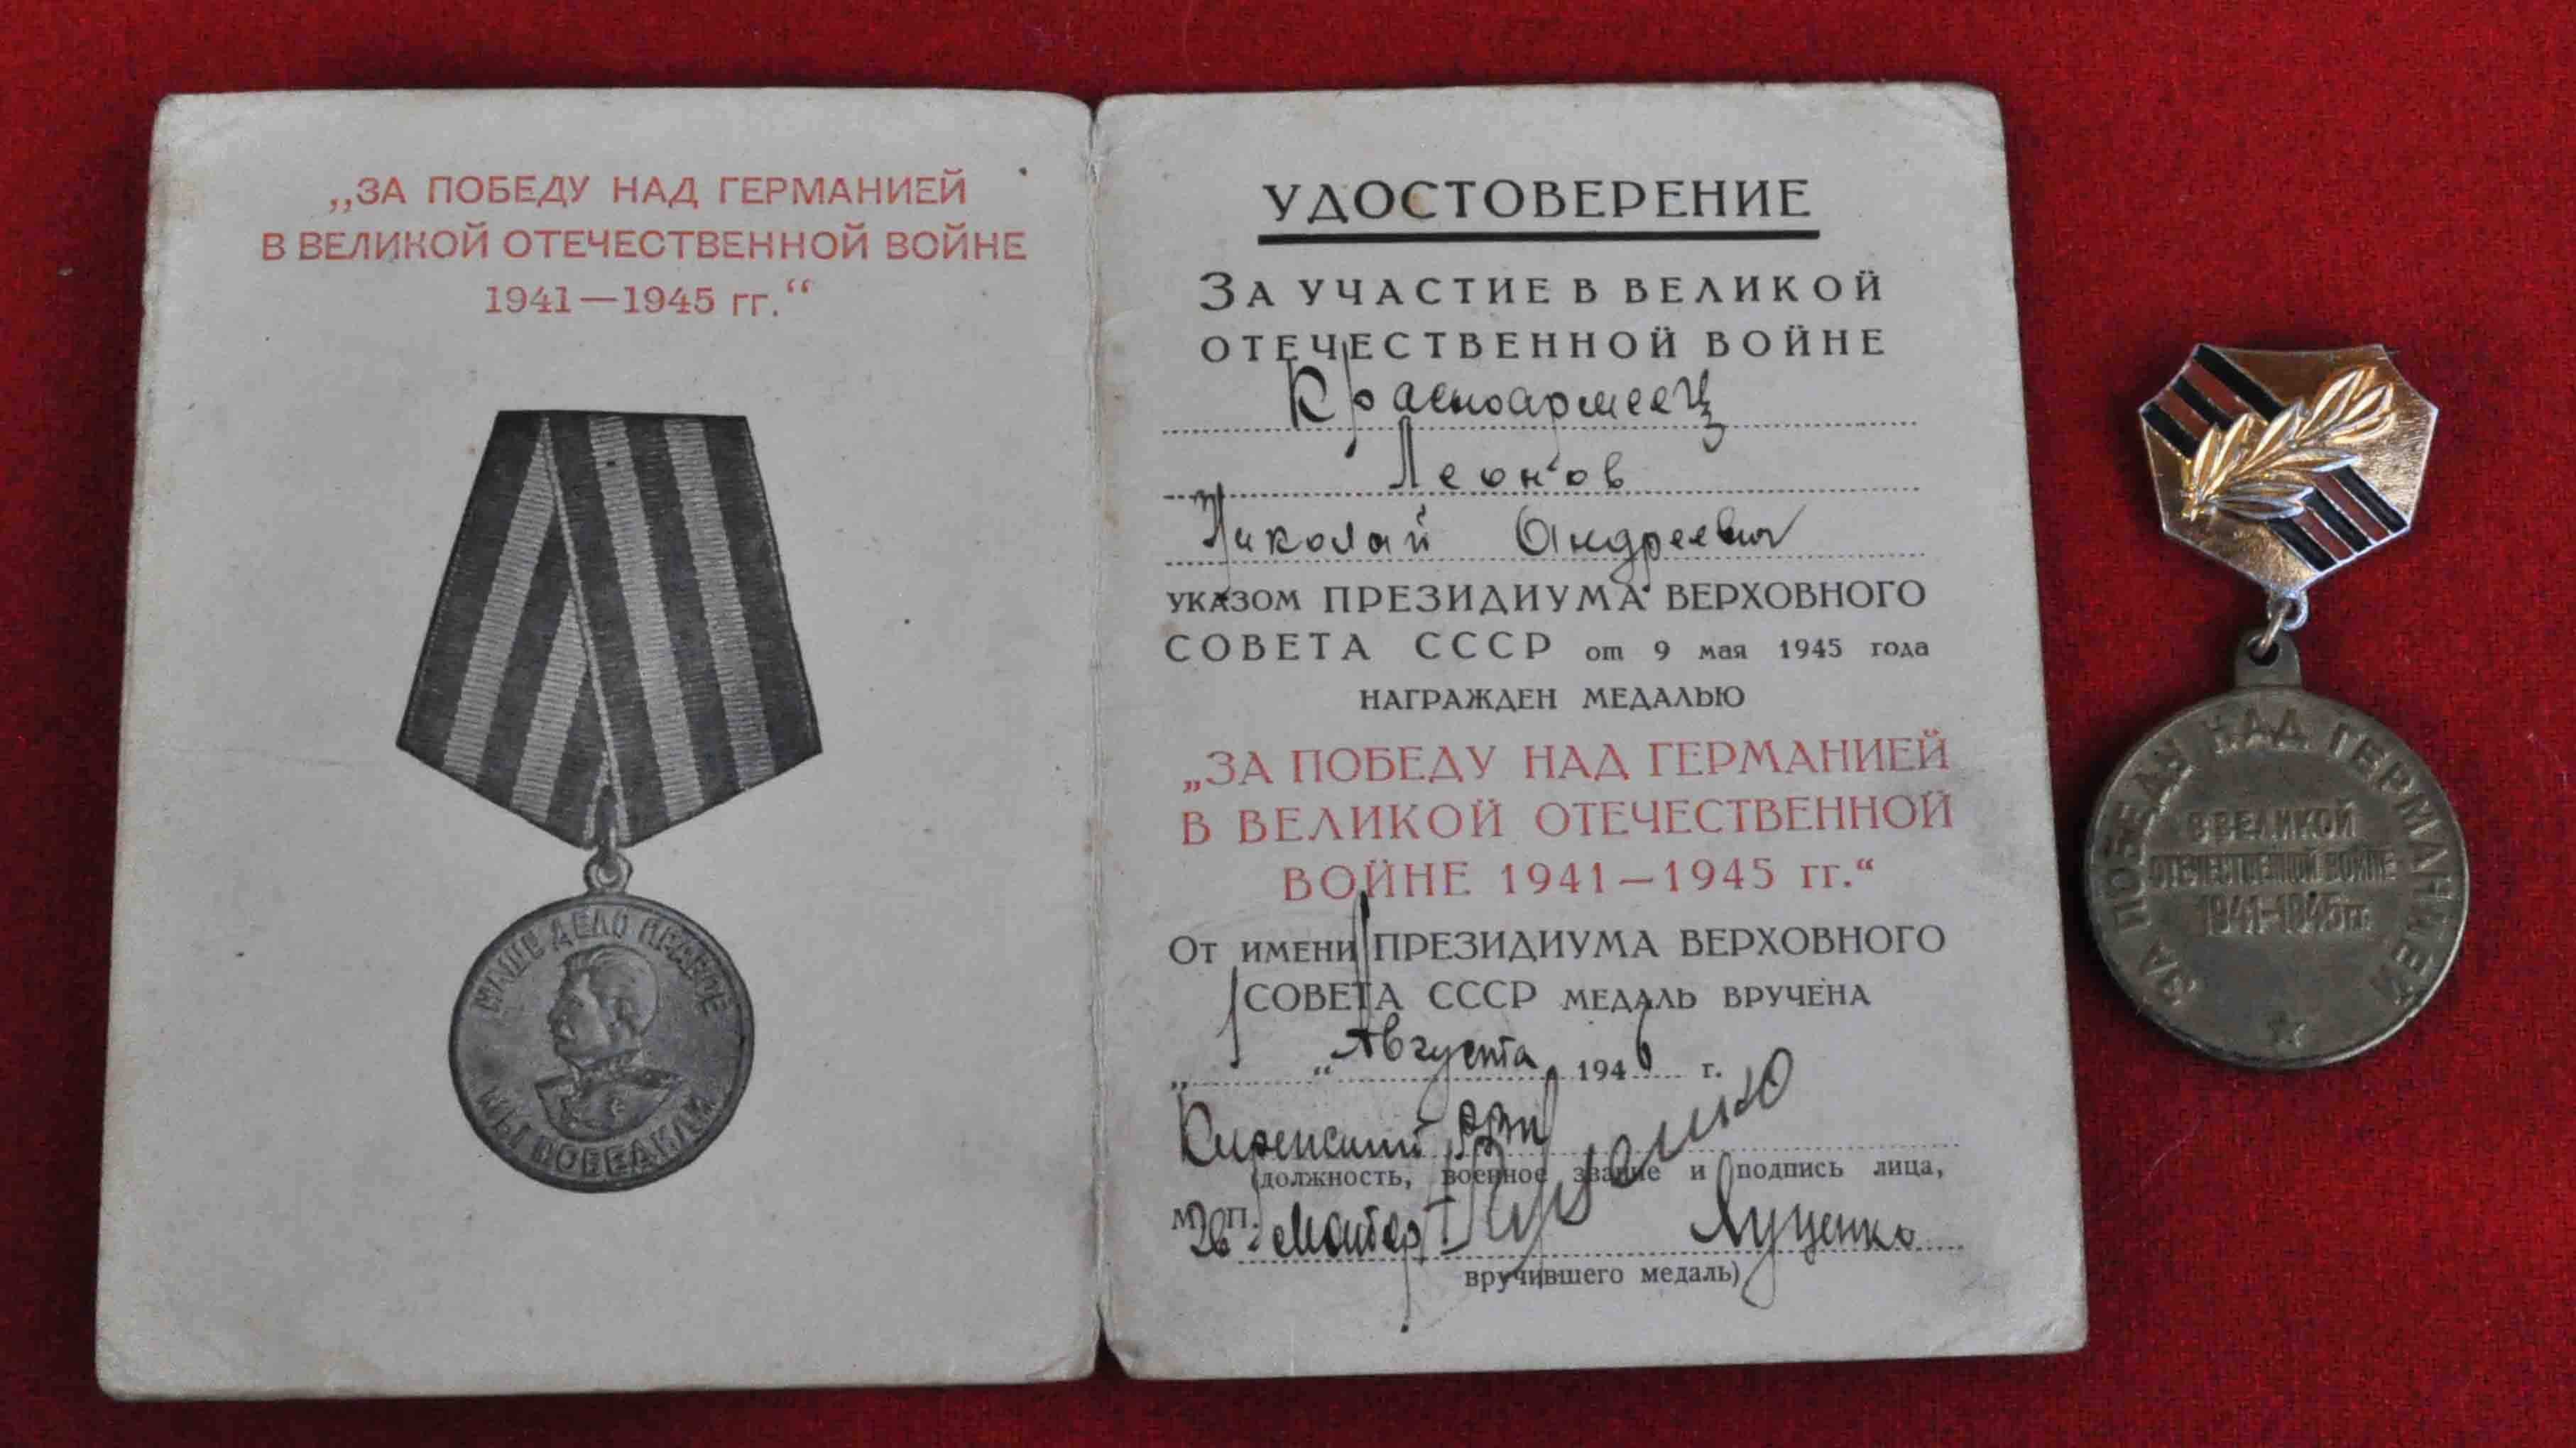 „ЗА ПОБЕДУ НАД ГЕРМАНИЕЙ
В ВЕЛИКОЙ ОТЕЧЕСТВЕННОЙ ВОЙНЕ
1941—1945 гг.“
НАШЕ ДЕЛО ПРАВОЕ
МЫ ПОБЕДИЛИ
УДОСТОВЕРЕНИЕ
ЗА УЧАСТИЕ В ВЕЛИКОЙ
ОТЕЧЕСТВЕННОЙ ВОЙНЕ
Красноармеец
Леонов
Николай Андреевич
УКАЗОМ ПРЕЗИДИУМА ВЕРХОВНОГО
СОВЕТА СССР от 9 мая 1945 года
НАГРАЖДЕН МЕДАЛЬЮ
„ЗА ПОБЕДУ НАД ГЕРМАНИЕЙ
В ВЕЛИКОЙ ОТЕЧЕСТВЕННОЙ
ВОЙНЕ 1941—1945 гг.“
ОТ ИМЕНИ ПРЕЗИДИУМА ВЕРХОВНОГО
СОВЕТА СССР МЕДАЛЬ ВРУЧЕНА
„1“ Августа 1946 г.
Киренский РВК
(должность, военное звание и подпись лица,
М. П. Майор Луценко
вручившего медаль)
ЗА ПОБЕДУ НАД ГЕРМАНИЕЙ
В ВЕЛИКОЙ
ОТЕЧЕСТВЕННОЙ ВОЙНЕ
1941-1945 гг.